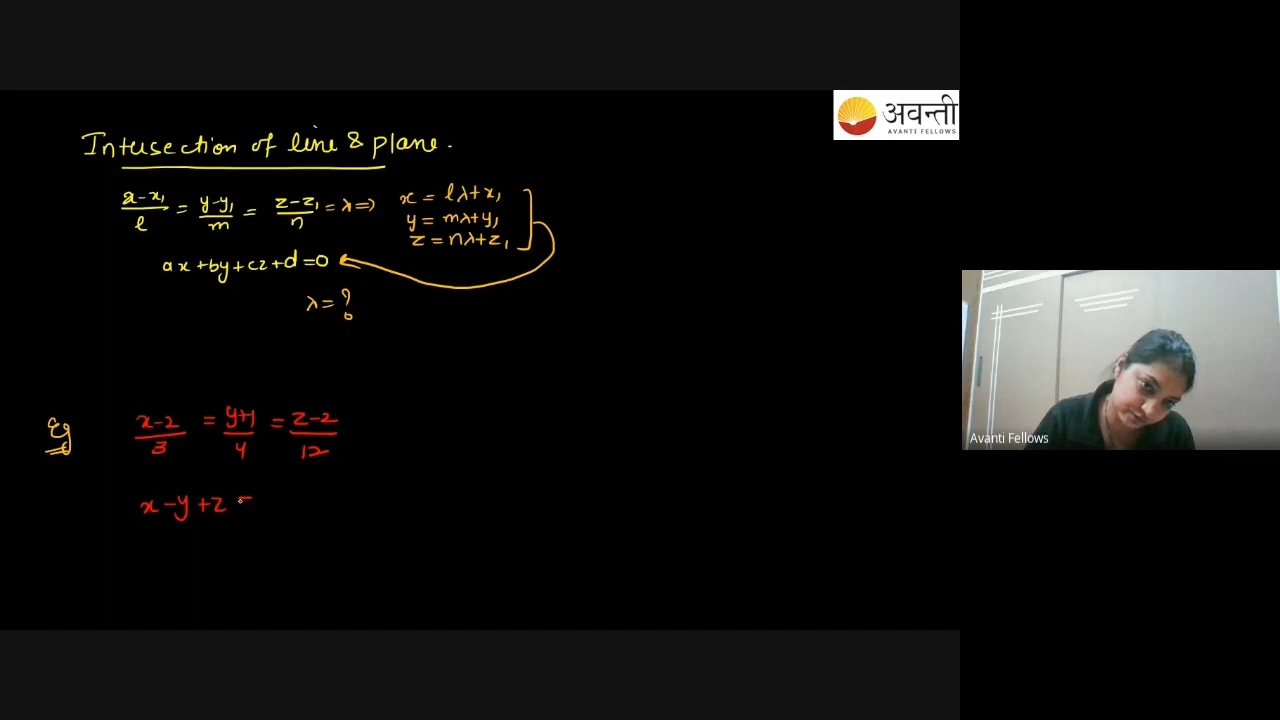 Intersection of line & plane.
(x-x₁)/l = (y-y₁)/m = (z-z₁)/n = λ ⇒ x = lλ+x₁
y = mλ+y₁
z = nλ+z₁
ax+by+cz+d=0
λ = ?
Eg (x-2)/3 = (y+1)/4 = (z-2)/12
x-y+z =
अवन्ती
AVANTI FELLOWS
Avanti Fellows